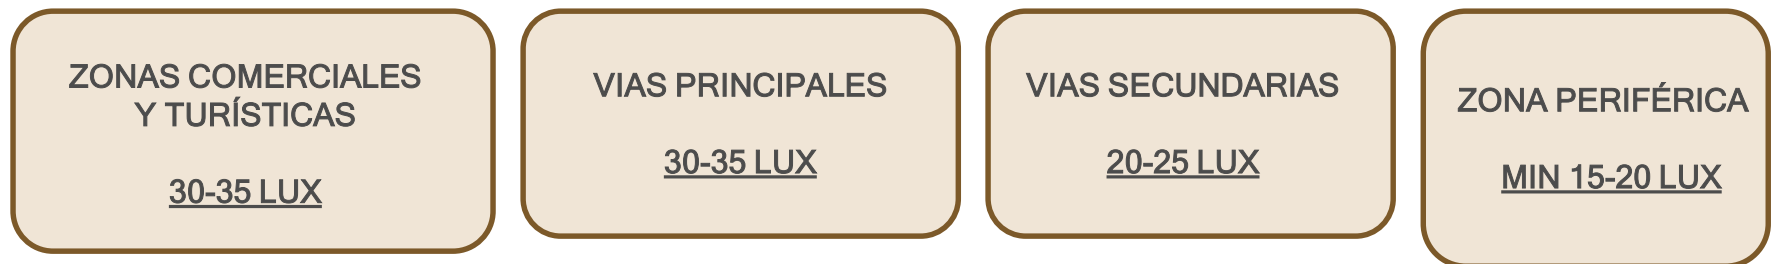 ZONAS COMERCIALES
Y TURÍSTICAS
30-35 LUX
VIAS PRINCIPALES
30-35 LUX
VIAS SECUNDARIAS
20-25 LUX
ZONA PERIFÉRICA
MIN 15-20 LUX